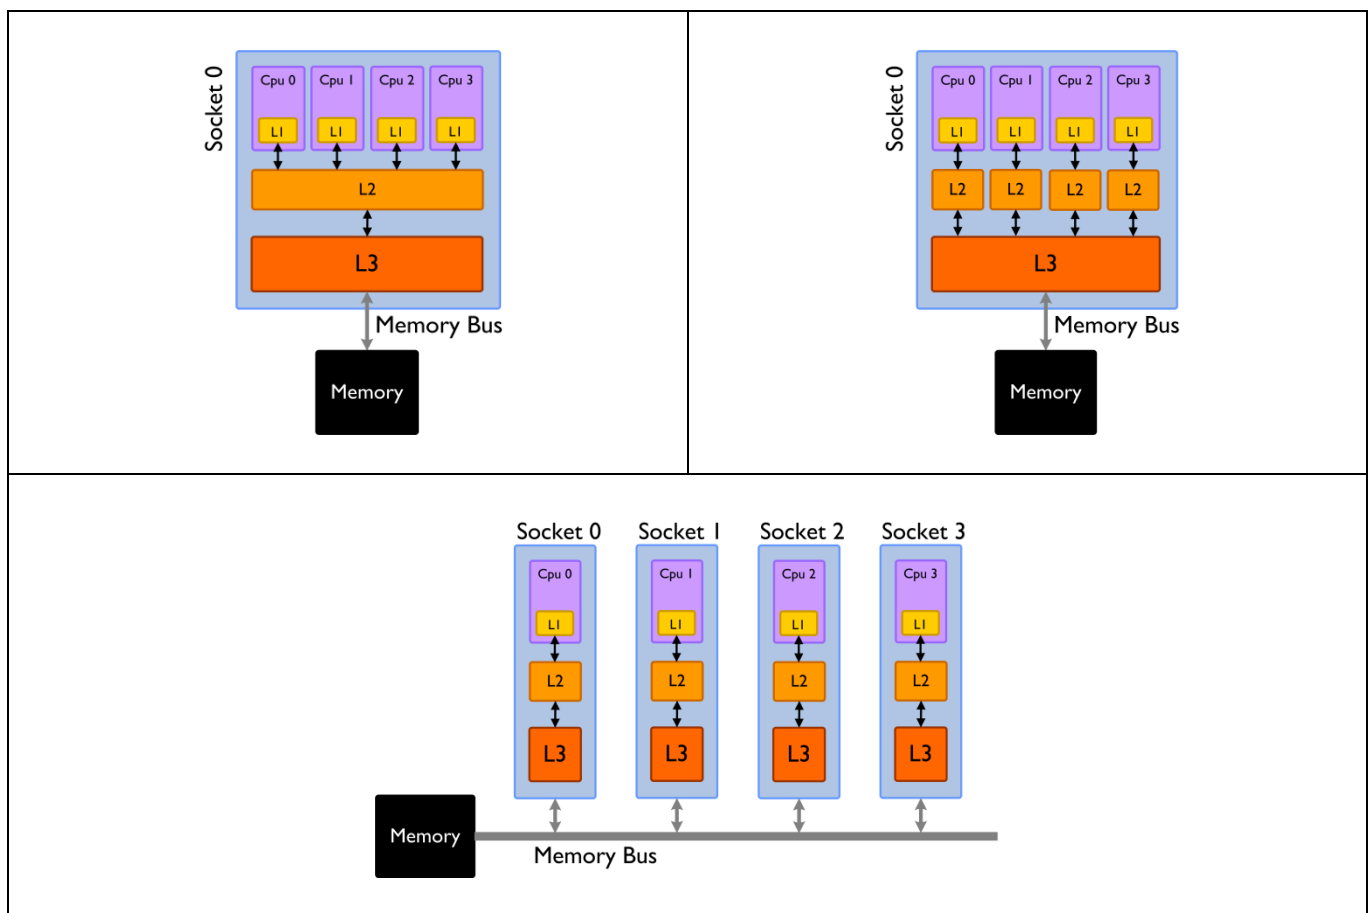 Socket 0
Cpu 0 Cpu 1 Cpu 2 Cpu 3
L1 L1 L1 L1
L2
L3
Memory Bus
Memory
Socket 0
Cpu 0 Cpu 1 Cpu 2 Cpu 3
L1 L1 L1 L1
L2 L2 L2 L2
L3
Memory Bus
Memory
Socket 0 Socket 1 Socket 2 Socket 3
Cpu 0 Cpu 1 Cpu 2 Cpu 3
L1 L1 L1 L1
L2 L2 L2 L2
L3 L3 L3 L3
Memory
Memory Bus